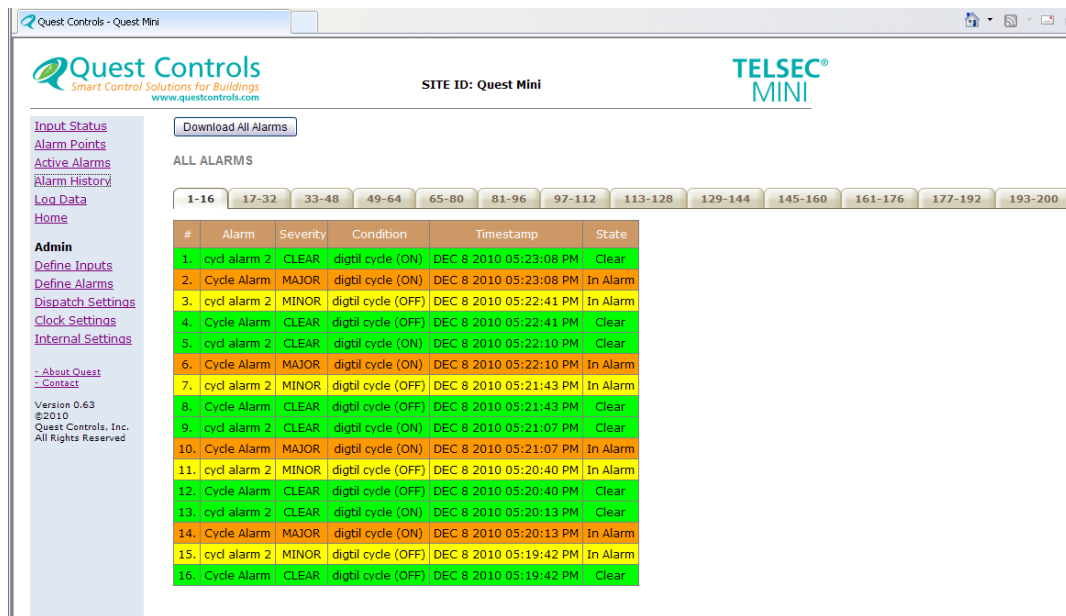 Quest Controls - Quest Mini
Quest Controls
Smart Control Solutions for Buildings
www.questcontrols.com
SITE ID: Quest Mini
TELSEC®
MINI
Input Status
Alarm Points
Active Alarms
Alarm History
Log Data
Home
Admin
Define Inputs
Define Alarms
Dispatch Settings
Clock Settings
Internal Settings
- About Quest
- Contact
Version 0.63
©2010
Quest Controls, Inc.
All Rights Reserved
Download All Alarms
ALL ALARMS
1-16 17-32 33-48 49-64 65-80 81-96 97-112 113-128 129-144 145-160 161-176 177-192 193-200
# Alarm Severity Condition Timestamp State
1. cycl alarm 2 CLEAR digtil cycle (ON) DEC 8 2010 05:23:08 PM Clear
2. Cycle Alarm MAJOR digtil cycle (ON) DEC 8 2010 05:23:08 PM In Alarm
3. cycl alarm 2 MINOR digtil cycle (OFF) DEC 8 2010 05:22:41 PM In Alarm
4. Cycle Alarm CLEAR digtil cycle (OFF) DEC 8 2010 05:22:41 PM Clear
5. cycl alarm 2 CLEAR digtil cycle (ON) DEC 8 2010 05:22:10 PM Clear
6. Cycle Alarm MAJOR digtil cycle (ON) DEC 8 2010 05:22:10 PM In Alarm
7. cycl alarm 2 MINOR digtil cycle (OFF) DEC 8 2010 05:21:43 PM In Alarm
8. Cycle Alarm CLEAR digtil cycle (OFF) DEC 8 2010 05:21:43 PM Clear
9. cycl alarm 2 CLEAR digtil cycle (ON) DEC 8 2010 05:21:07 PM Clear
10. Cycle Alarm MAJOR digtil cycle (ON) DEC 8 2010 05:21:07 PM In Alarm
11. cycl alarm 2 MINOR digtil cycle (OFF) DEC 8 2010 05:20:40 PM In Alarm
12. Cycle Alarm CLEAR digtil cycle (OFF) DEC 8 2010 05:20:40 PM Clear
13. cycl alarm 2 CLEAR digtil cycle (ON) DEC 8 2010 05:20:13 PM Clear
14. Cycle Alarm MAJOR digtil cycle (ON) DEC 8 2010 05:20:13 PM In Alarm
15. cycl alarm 2 MINOR digtil cycle (OFF) DEC 8 2010 05:19:42 PM In Alarm
16. Cycle Alarm CLEAR digtil cycle (OFF) DEC 8 2010 05:19:42 PM Clear